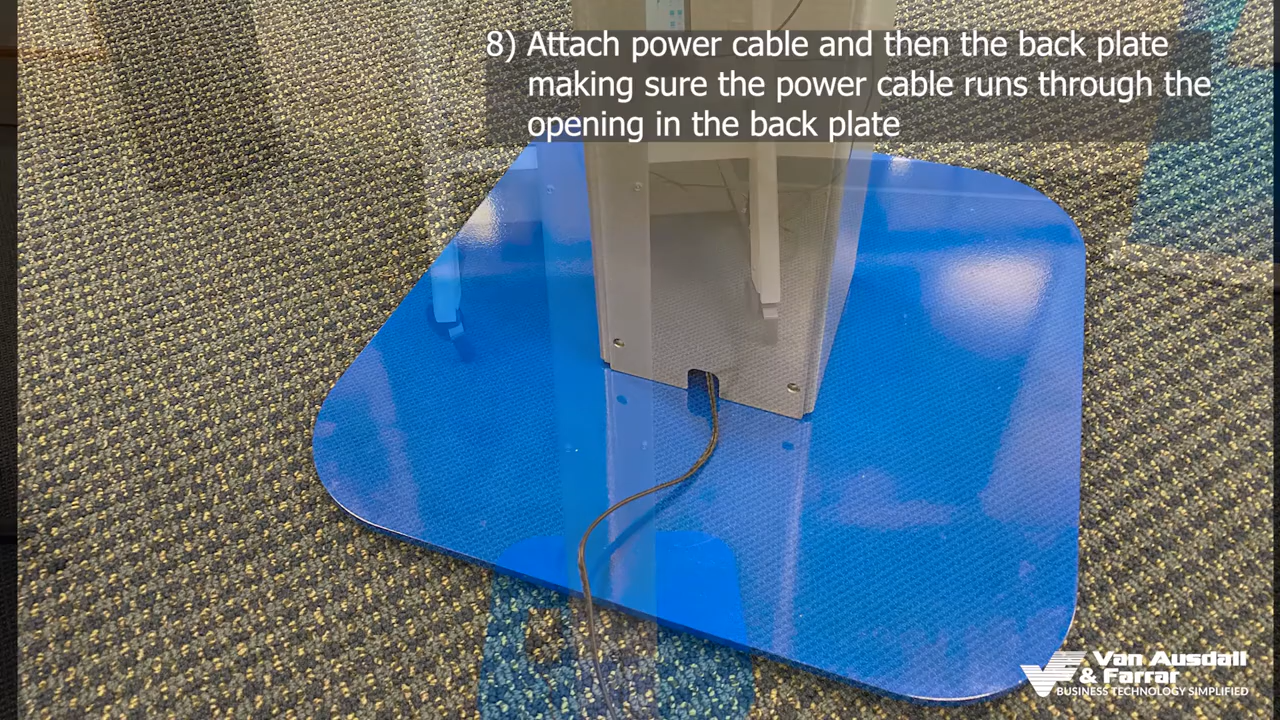 8) Attach power cable and then the back plate
making sure the power cable runs through the
opening in the back plate
Van Ausdall
& Farrar
BUSINESS TECHNOLOGY SIMPLIFIED